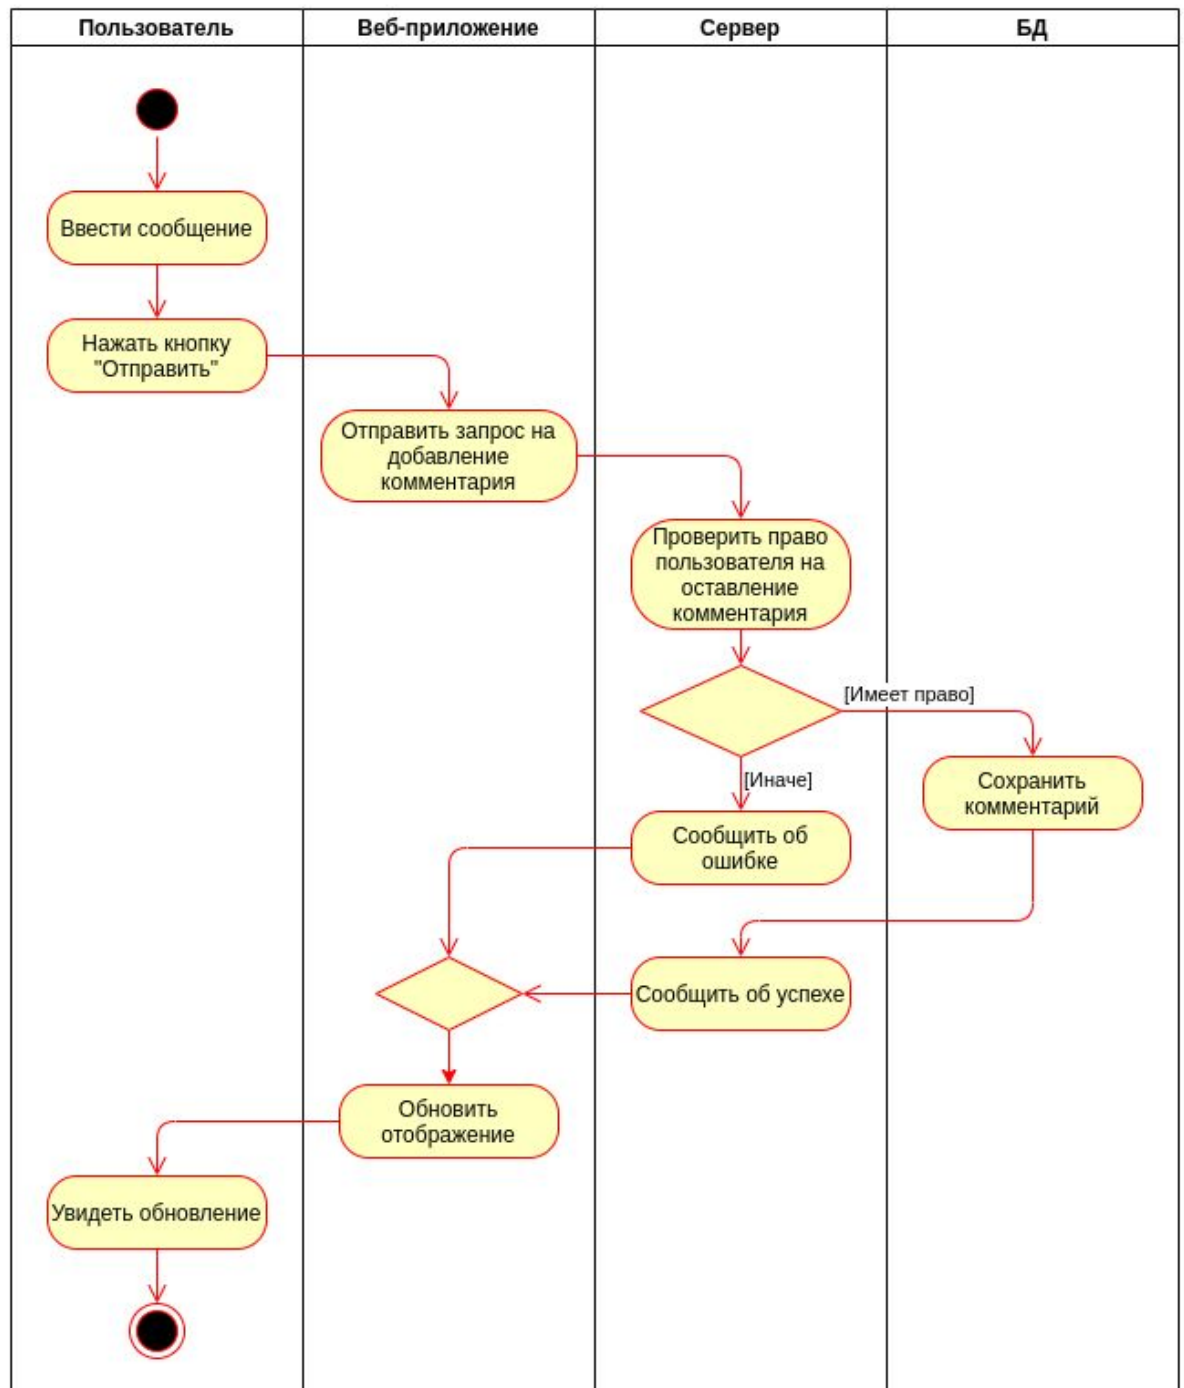 Пользователь
Веб-приложение
Сервер
БД
Ввести сообщение
Нажать кнопку
"Отправить"
Отправить запрос на
добавление
комментария
Проверить право
пользователя на
оставление
комментария
[Имеет право]
[Иначе]
Сохранить
комментарий
Сообщить об
ошибке
Сообщить об успехе
Обновить
отображение
Увидеть обновление